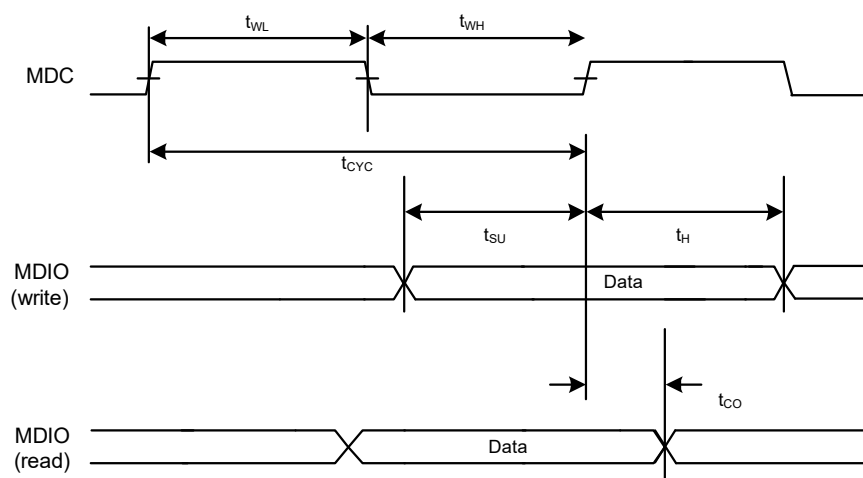 tWL
tWH
MDC
tCYC
tSU
tH
MDIO
(write)
Data
tCO
MDIO
(read)
Data